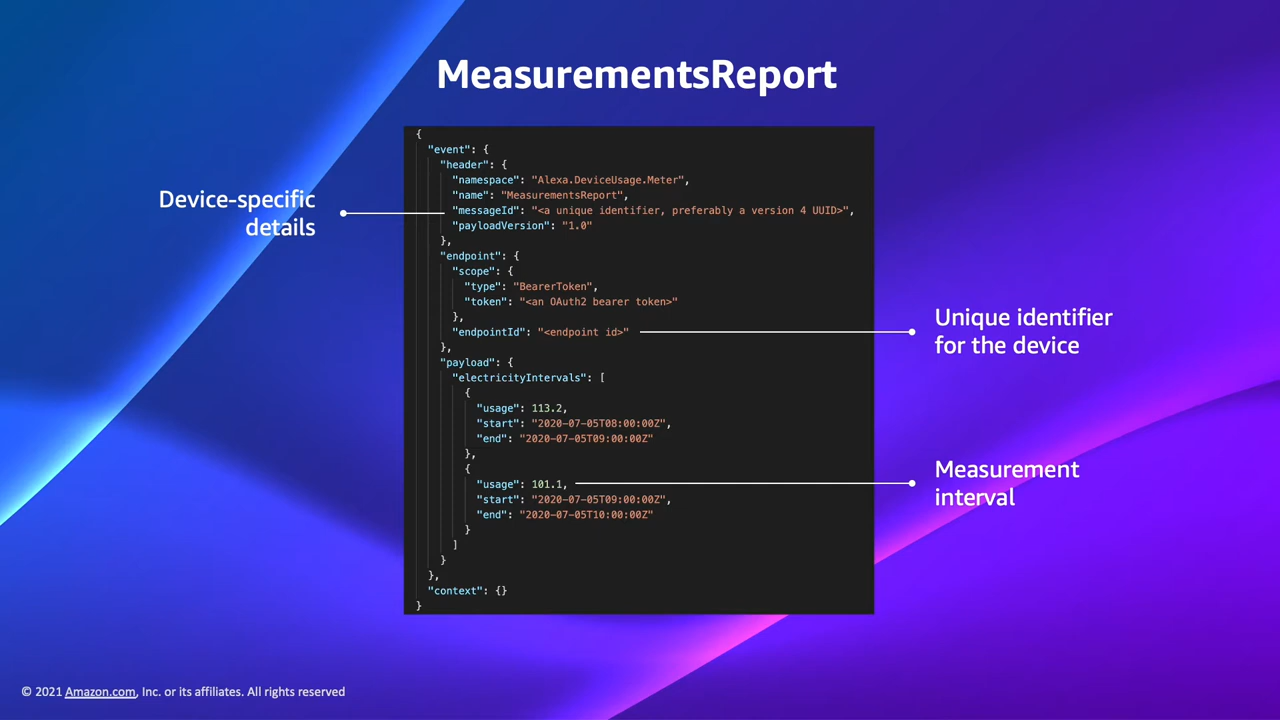 MeasurementsReport
{
"event": {
"header": {
"namespace": "Alexa.DeviceUsage.Meter",
"name": "MeasurementsReport",
"messageId": "<a unique identifier, preferably a version 4 UUID>",
"payloadVersion": "1.0"
},
"endpoint": {
"scope": {
"type": "BearerToken",
"token": "<an OAuth2 bearer token>"
},
"endpointId": "<endpoint id>"
},
"payload": {
"electricityIntervals": [
{
"usage": 113.2,
"start": "2020-07-05T08:00:00Z",
"end": "2020-07-05T09:00:00Z"
},
{
"usage": 101.1,
"start": "2020-07-05T09:00:00Z",
"end": "2020-07-05T10:00:00Z"
}
]
}
},
"context": {}
}
Device-specific
details
Unique identifier
for the device
Measurement
interval
© 2021 Amazon.com, Inc. or its affiliates. All rights reserved